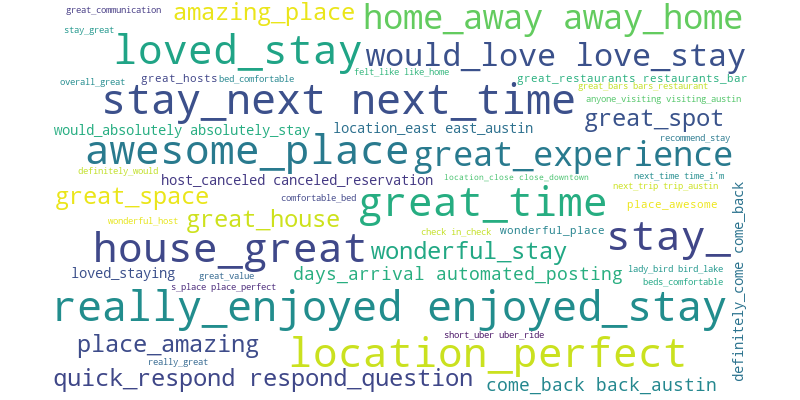 great_communication
amazing_place
home_away away_home
stay_great
loved_stay
would_love love_stay
felt_like like_home
overall_great
great_hosts
bed_comfortable
great_restaurants restaurants_bar
great_bars bars_restaurant
stay_next next_time
anyone_visiting visiting_austin
great_spot
would_absolutely absolutely_stay
location_east east_austin
recommend_stay
awesome_place
great_experience
definitely_would
host_canceled canceled_reservation
location_close close_downtown
next_time time_i'm
great_space
comfortable_bed
great_time
next_trip trip_austin
place_awesome
wonderful_host
great_house
check in_check
wonderful_place
stay_
house_great
wonderful_stay
definitely_come come_back
loved_staying
great_value
days_arrival automated_posting
lady_bird bird_lake
beds_comfortable
s_place place_perfect
really_enjoyed enjoyed_stay
short_uber uber_ride
place_amazing
location_perfect
really_great
quick_respond respond_question
come_back back_austin